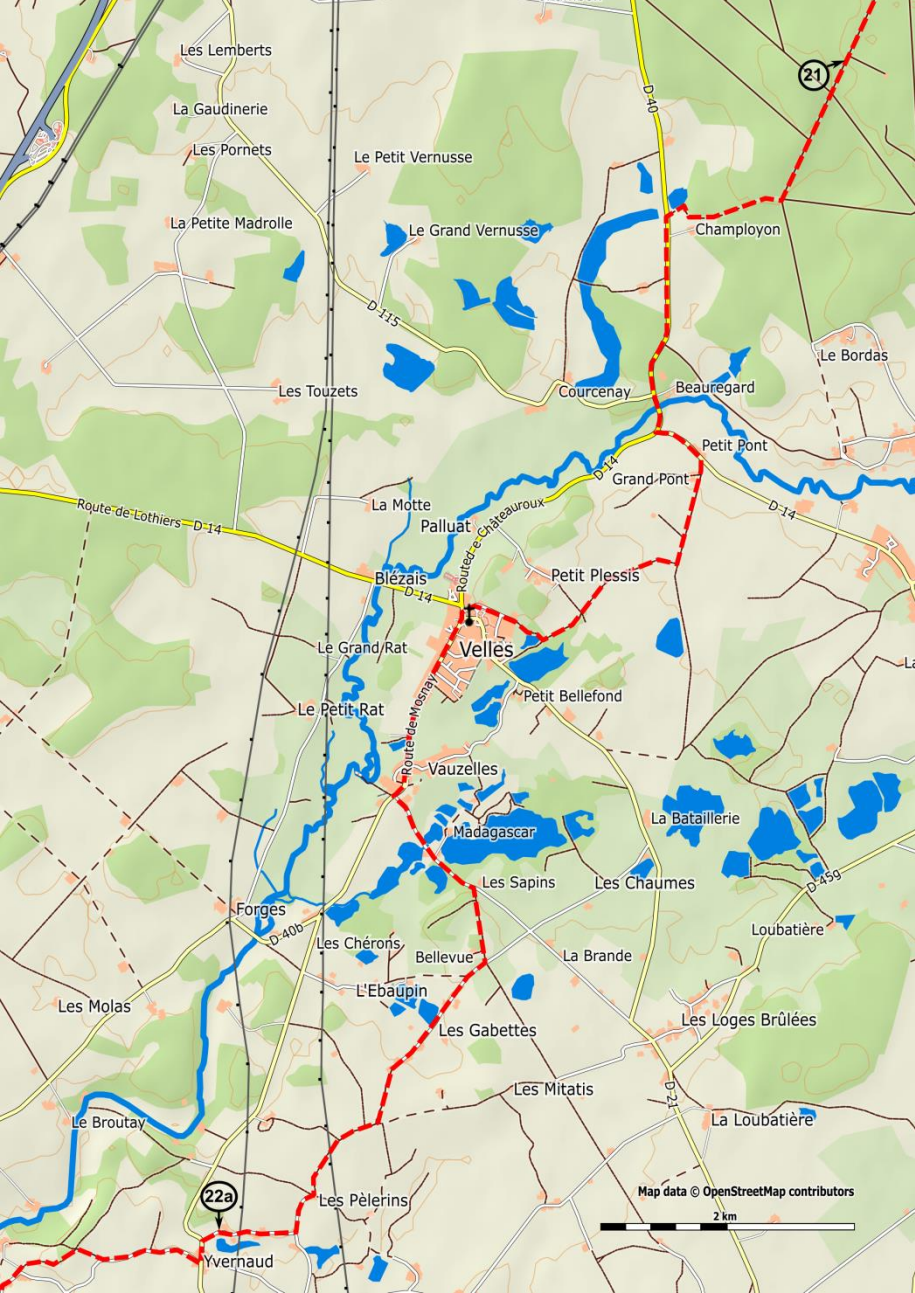 Les Lemberts
21
D 40
La Gaudinerie
Les Pornets
Le Petit Vernusse
La Petite Madrolle
Le Grand Vernusse
Chamployon
D 115
Le Bordas
Les Touzets
Courcenay
Beauregard
Petit Pont
D 14
Grand Pont
La Motte
Route de Lothiers
D 14
Palluat
Routed e Châteauroux
D 14
Blézais
D 14
Petit Plessis
Le Grand Rat
Velles
Petit Bellefond
Le Petit Rat
Route de Mosnay
Vauzelles
La Bataillerie
Madagascar
Les Sapins
Les Chaumes
D 45g
Forges
D 40b
Les Chérons
Loubatière
Bellevue
La Brande
L'Ebaupin
Les Molas
Les Gabettes
Les Loges Brûlées
Les Mitatis
D 21
Le Broutay
La Loubatière
22a
Les Pèlerins
Map data © OpenStreetMap contributors
2 km
Yvernaud